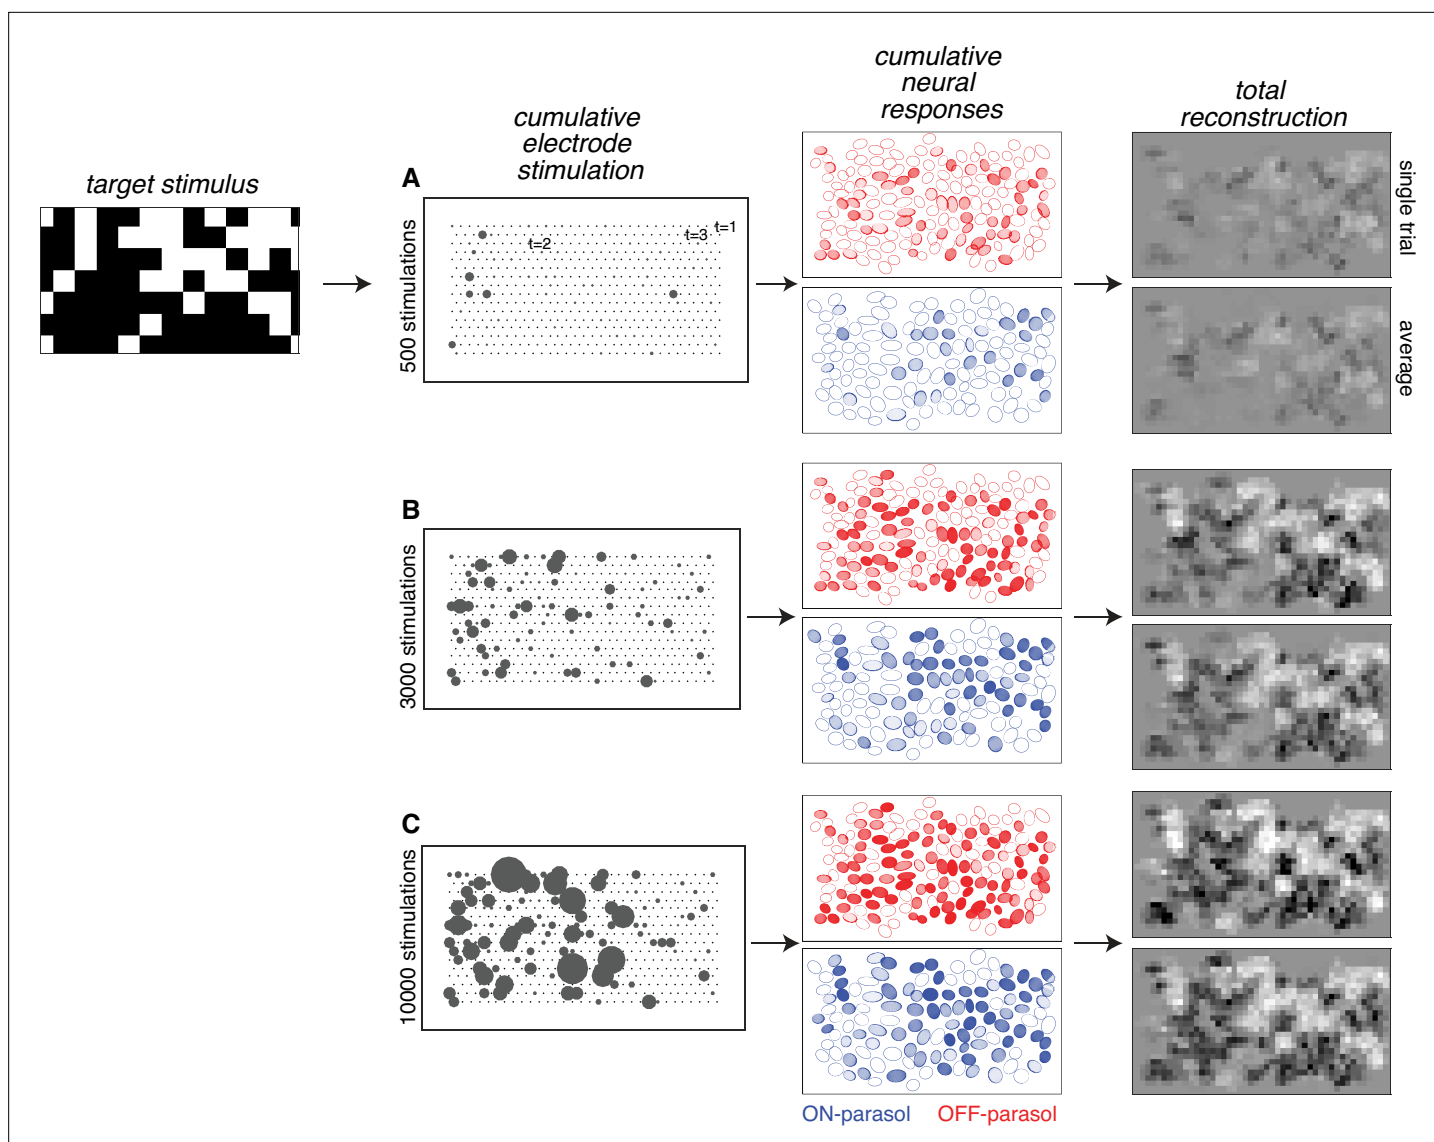 target stimulus
cumulative
electrode
stimulation
cumulative
neural
responses
total
reconstruction
A
500 stimulations
t=1
t=2
t=3
single trial
average
B
3000 stimulations
C
10000 stimulations
ON-parasol
OFF-parasol